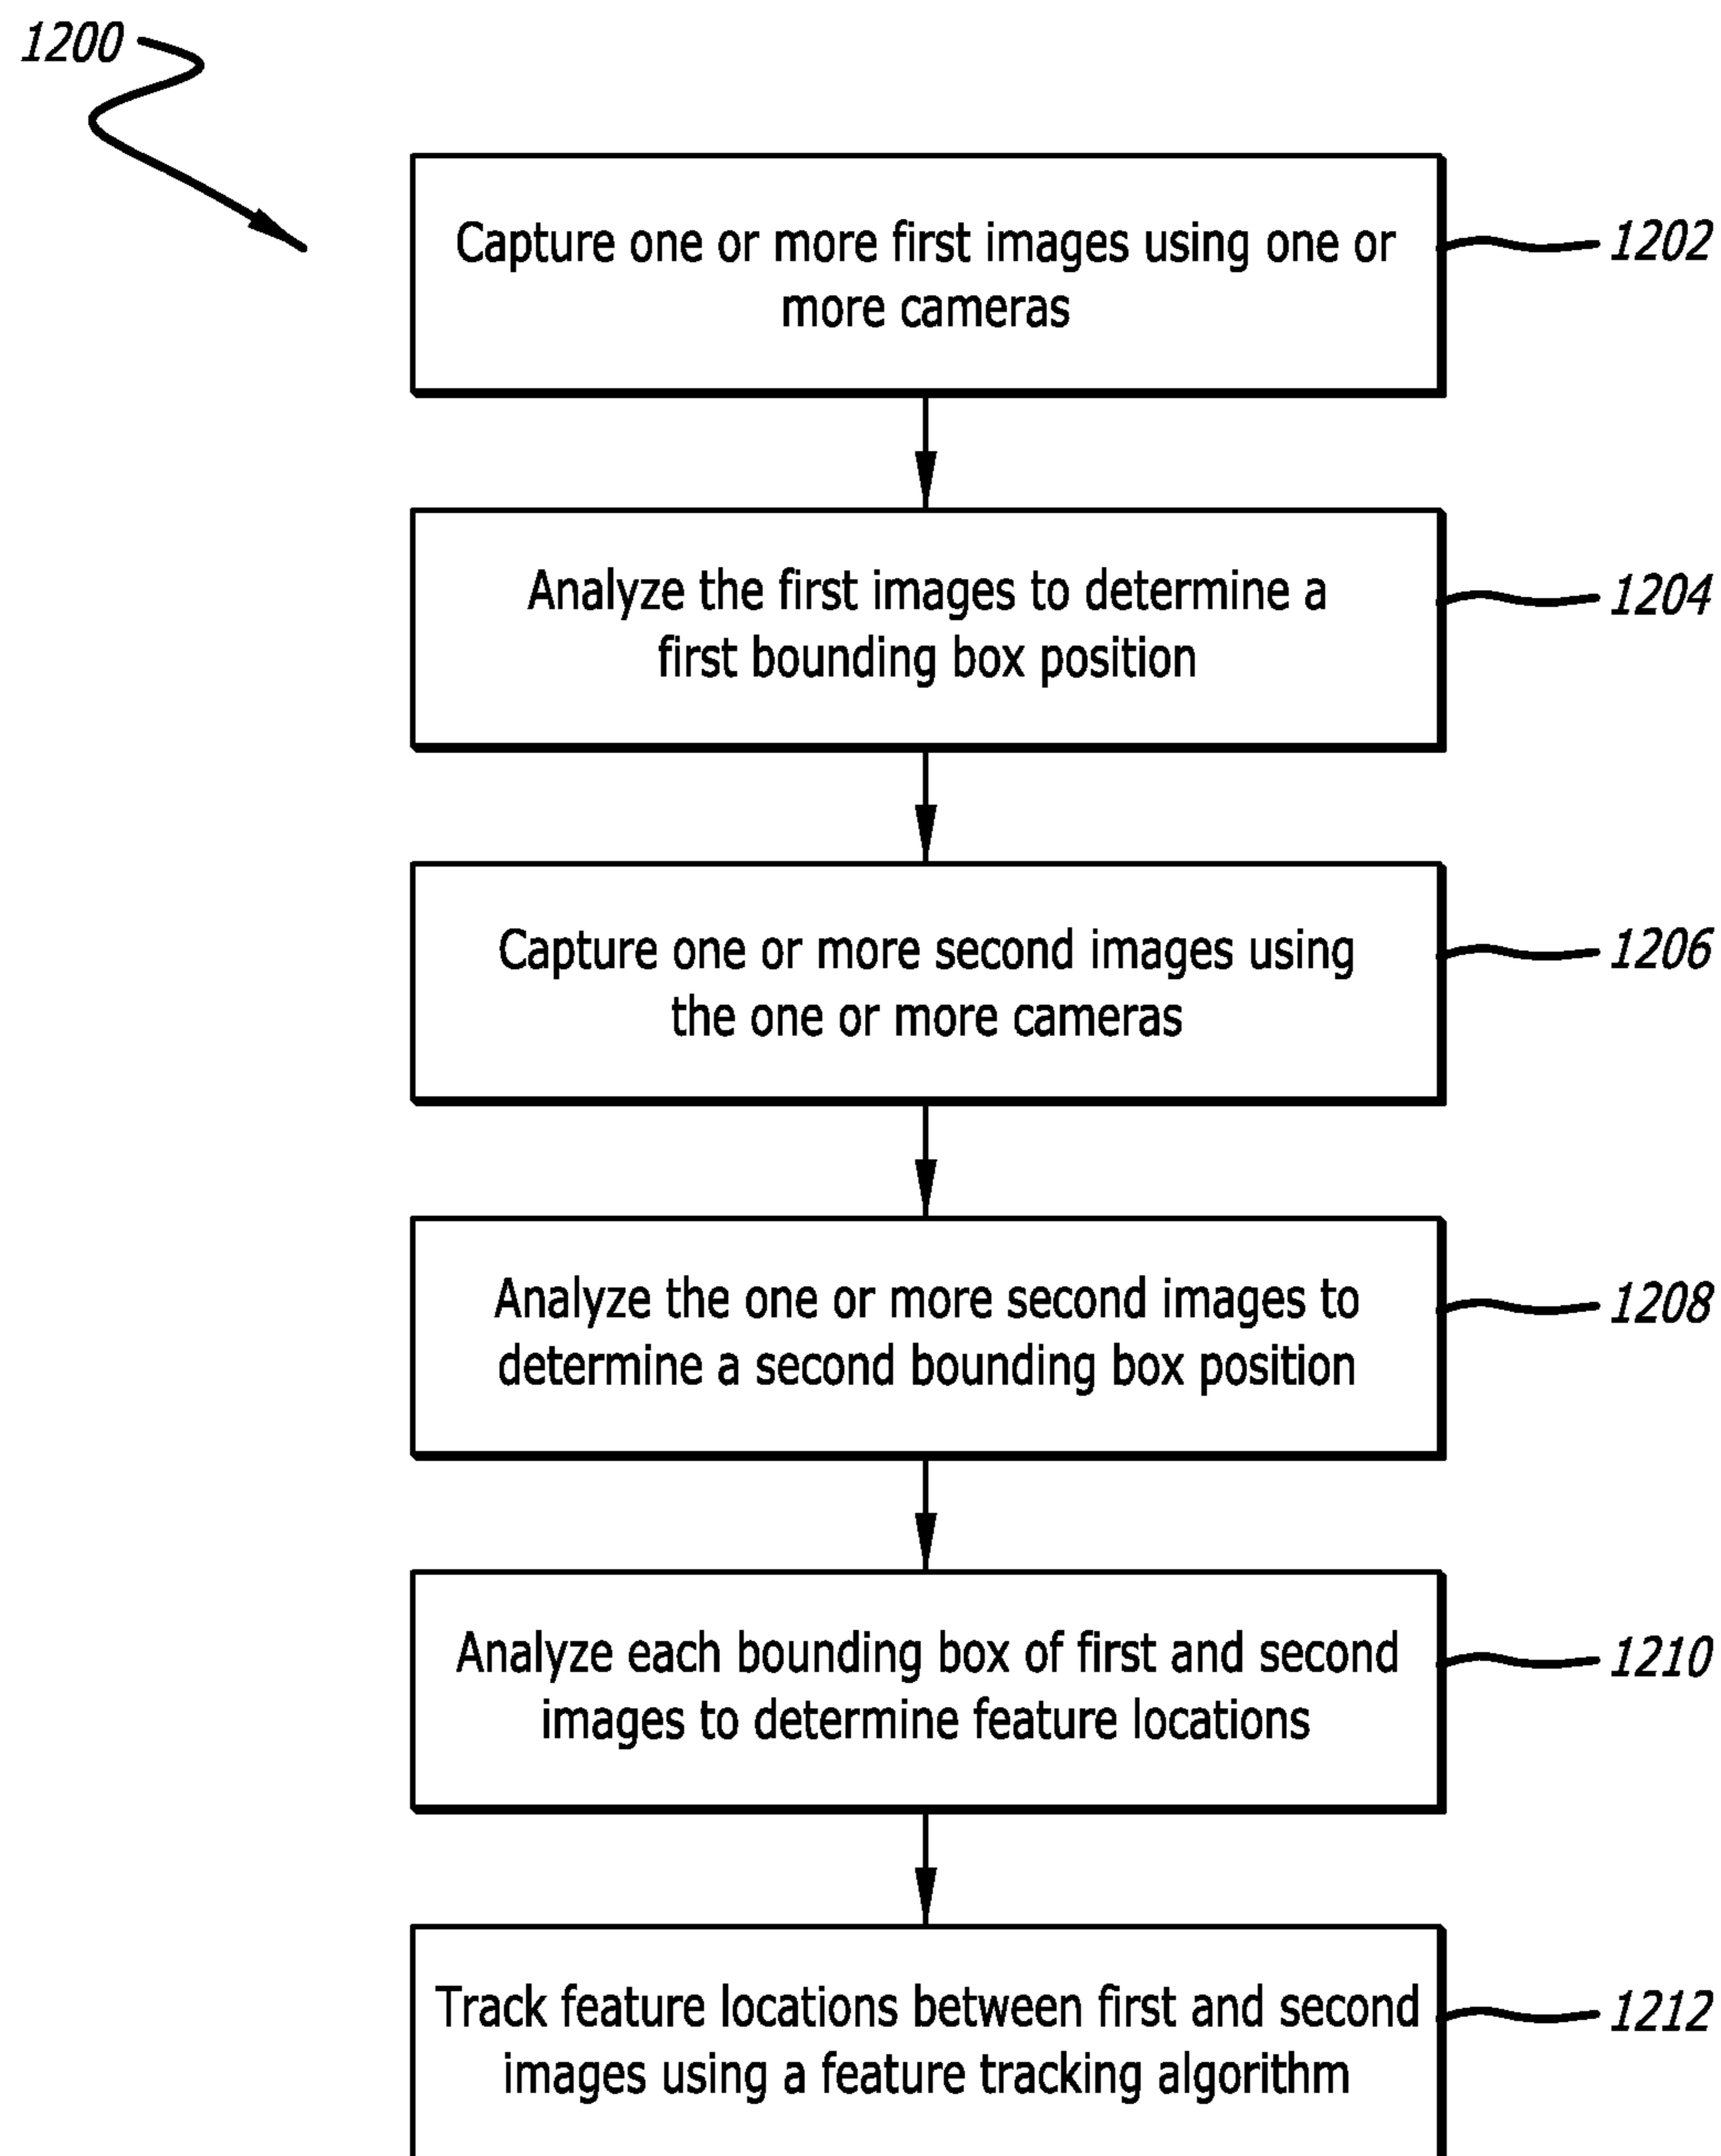 1200
Capture one or more first images using one or
more cameras
1202
Analyze the first images to determine a
first bounding box position
1204
Capture one or more second images using
the one or more cameras
1206
Analyze the one or more second images to
determine a second bounding box position
1208
Analyze each bounding box of first and second
images to determine feature locations
1210
Track feature locations between first and second
images using a feature tracking algorithm
1212